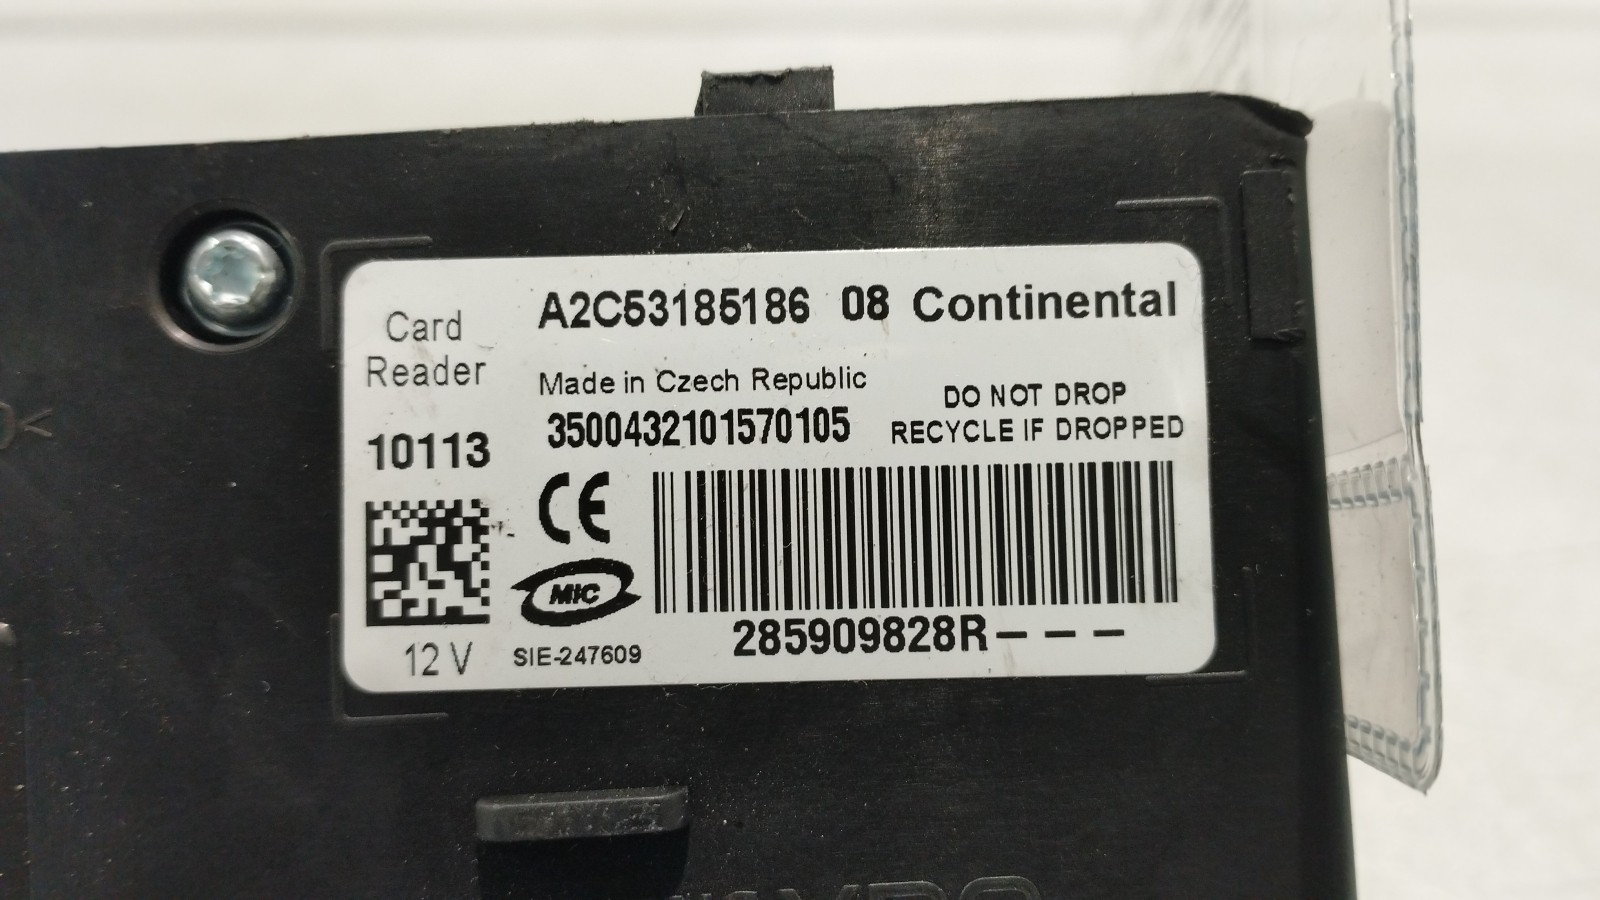 Card
Reader
10113
12 V
A2C53185186 08 Continental
Made in Czech Republic
3500432101570105
DO NOT DROP
RECYCLE IF DROPPED
CE
MIC
SIE-247609
285909828R– – –
VDO